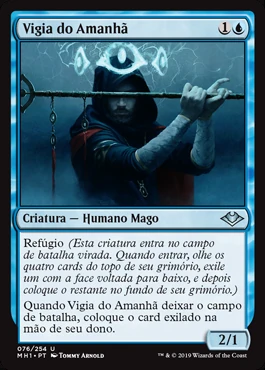 Vigia do Amanhã 1
Criatura — Humano Mago
Refúgio (Esta criatura entra no campo
de batalha virada. Quando entrar, olhe os
quatro cards do topo de seu grimório, exile
um com a face voltada para baixo, e depois
coloque o restante no fundo de seu grimório.)
Quando Vigia do Amanhã deixar o campo
de batalha, coloque o card exilado na
mão de seu dono.
2/1
076/254 U
MH1 • PT Tommy Arnold
™ & © 2019 Wizards of the Coast